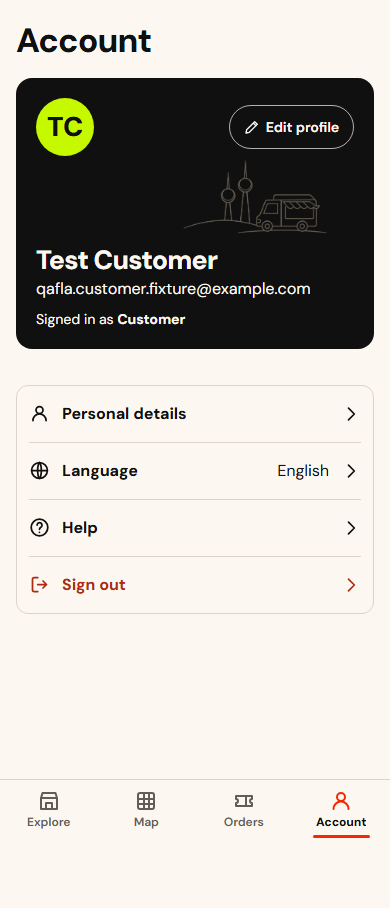 Account
TC
Edit profile
Test Customer
qafla.customer.fixture@example.com
Signed in as Customer
Personal details
Language English
Help
Sign out
Explore Map Orders Account